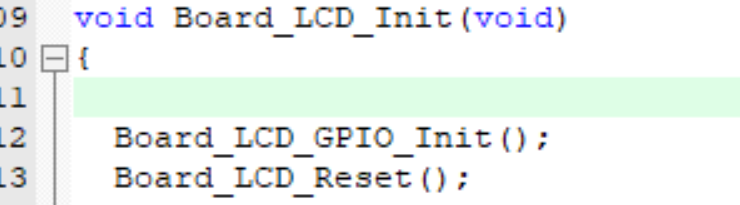 09 void Board_LCD_Init(void)
10 {
11
12 Board_LCD_GPIO_Init();
13 Board_LCD_Reset();